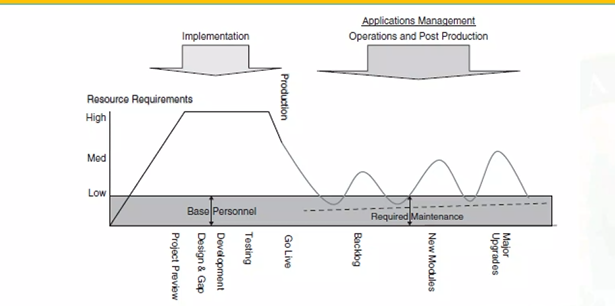 Applications Management
Implementation
Operations and Post Production
Production
Resource Requirements
High
Med
Low
Base Personnel
Required Maintenance
Project Preview
Design & Gap
Development
Testing
Go Live
Backlog
New Modules
Major
Upgrades